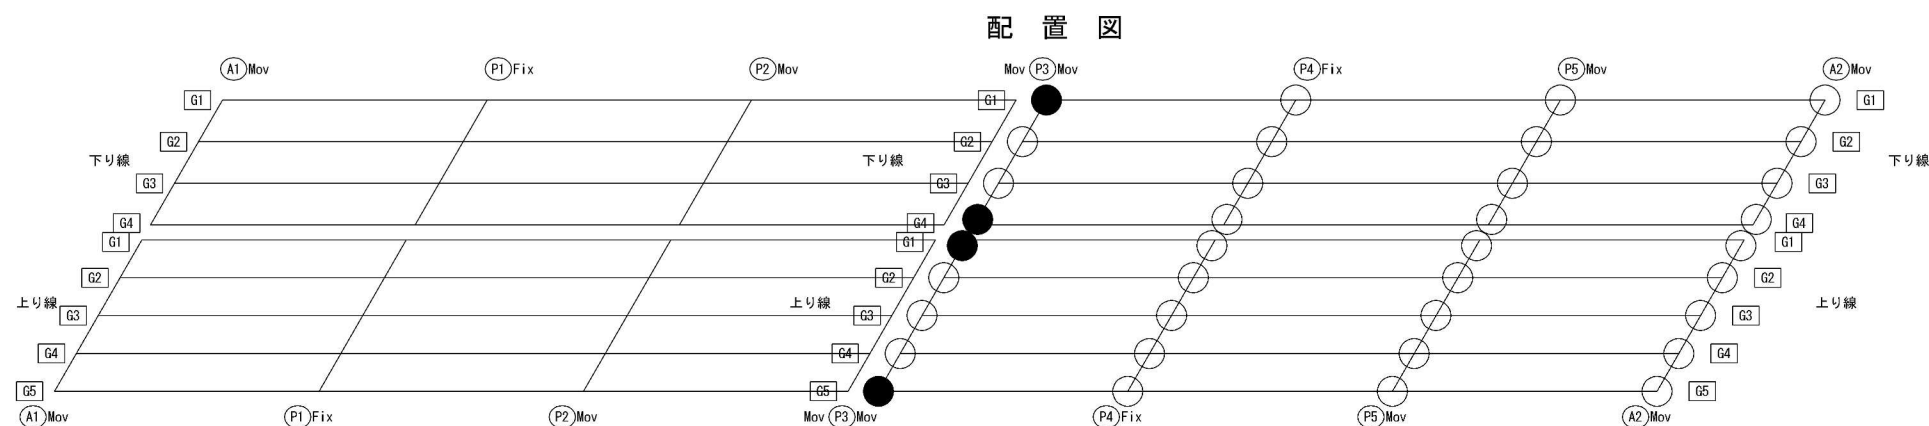 配 置 図
A1 Mov P1 Fix P2 Mov Mov P3 Mov P4 Fix P5 Mov A2 Mov
G1 G1 G1
G2 G2 G2
下り線 下り線 下り線
G3 G3 G3
G4 G4 G4
G1 G1 G1
G2 G2 G2
上り線 上り線 上り線
G3 G3 G3
G4 G4 G4
G5 G5 G5
A1 Mov P1 Fix P2 Mov Mov P3 Mov P4 Fix P5 Mov A2 Mov